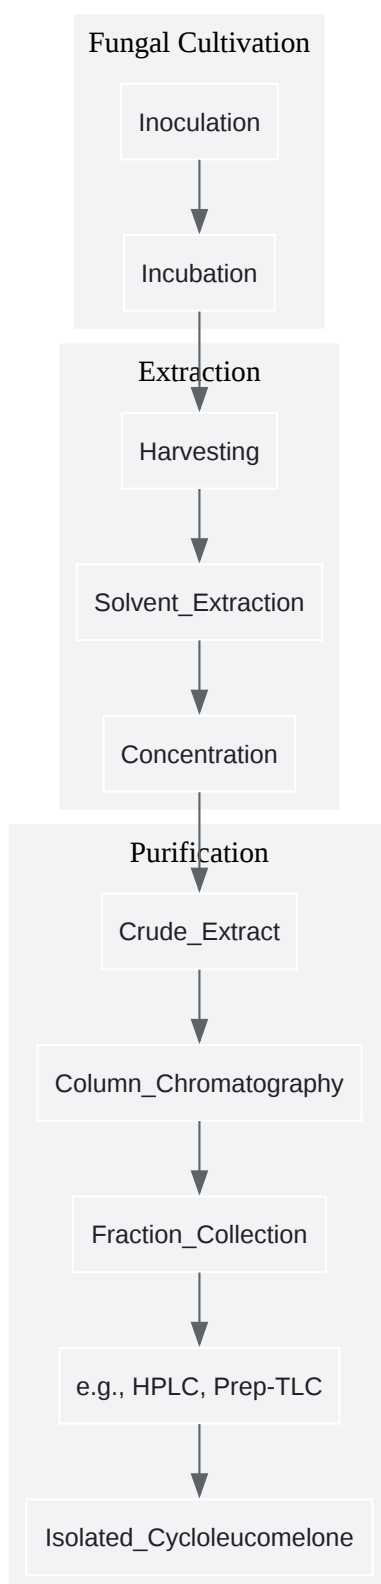 Fungal Cultivation
Inoculation
Incubation
Extraction
Harvesting
Solvent_Extraction
Concentration
Purification
Crude_Extract
Column_Chromatography
Fraction_Collection
e.g., HPLC, Prep-TLC
Isolated_Cycloleucomelone